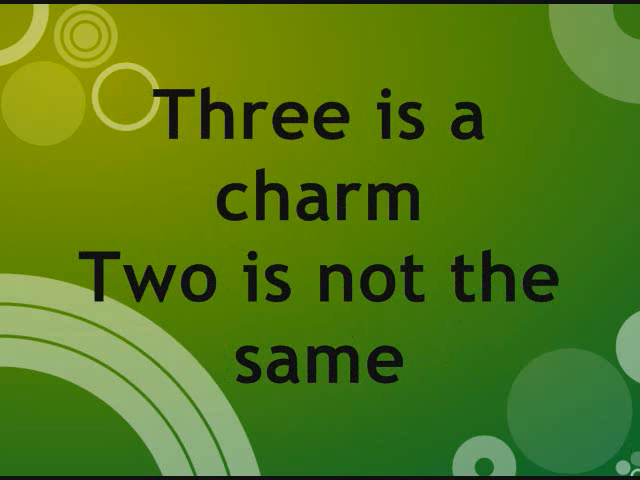 Three is a
charm
Two is not the
same